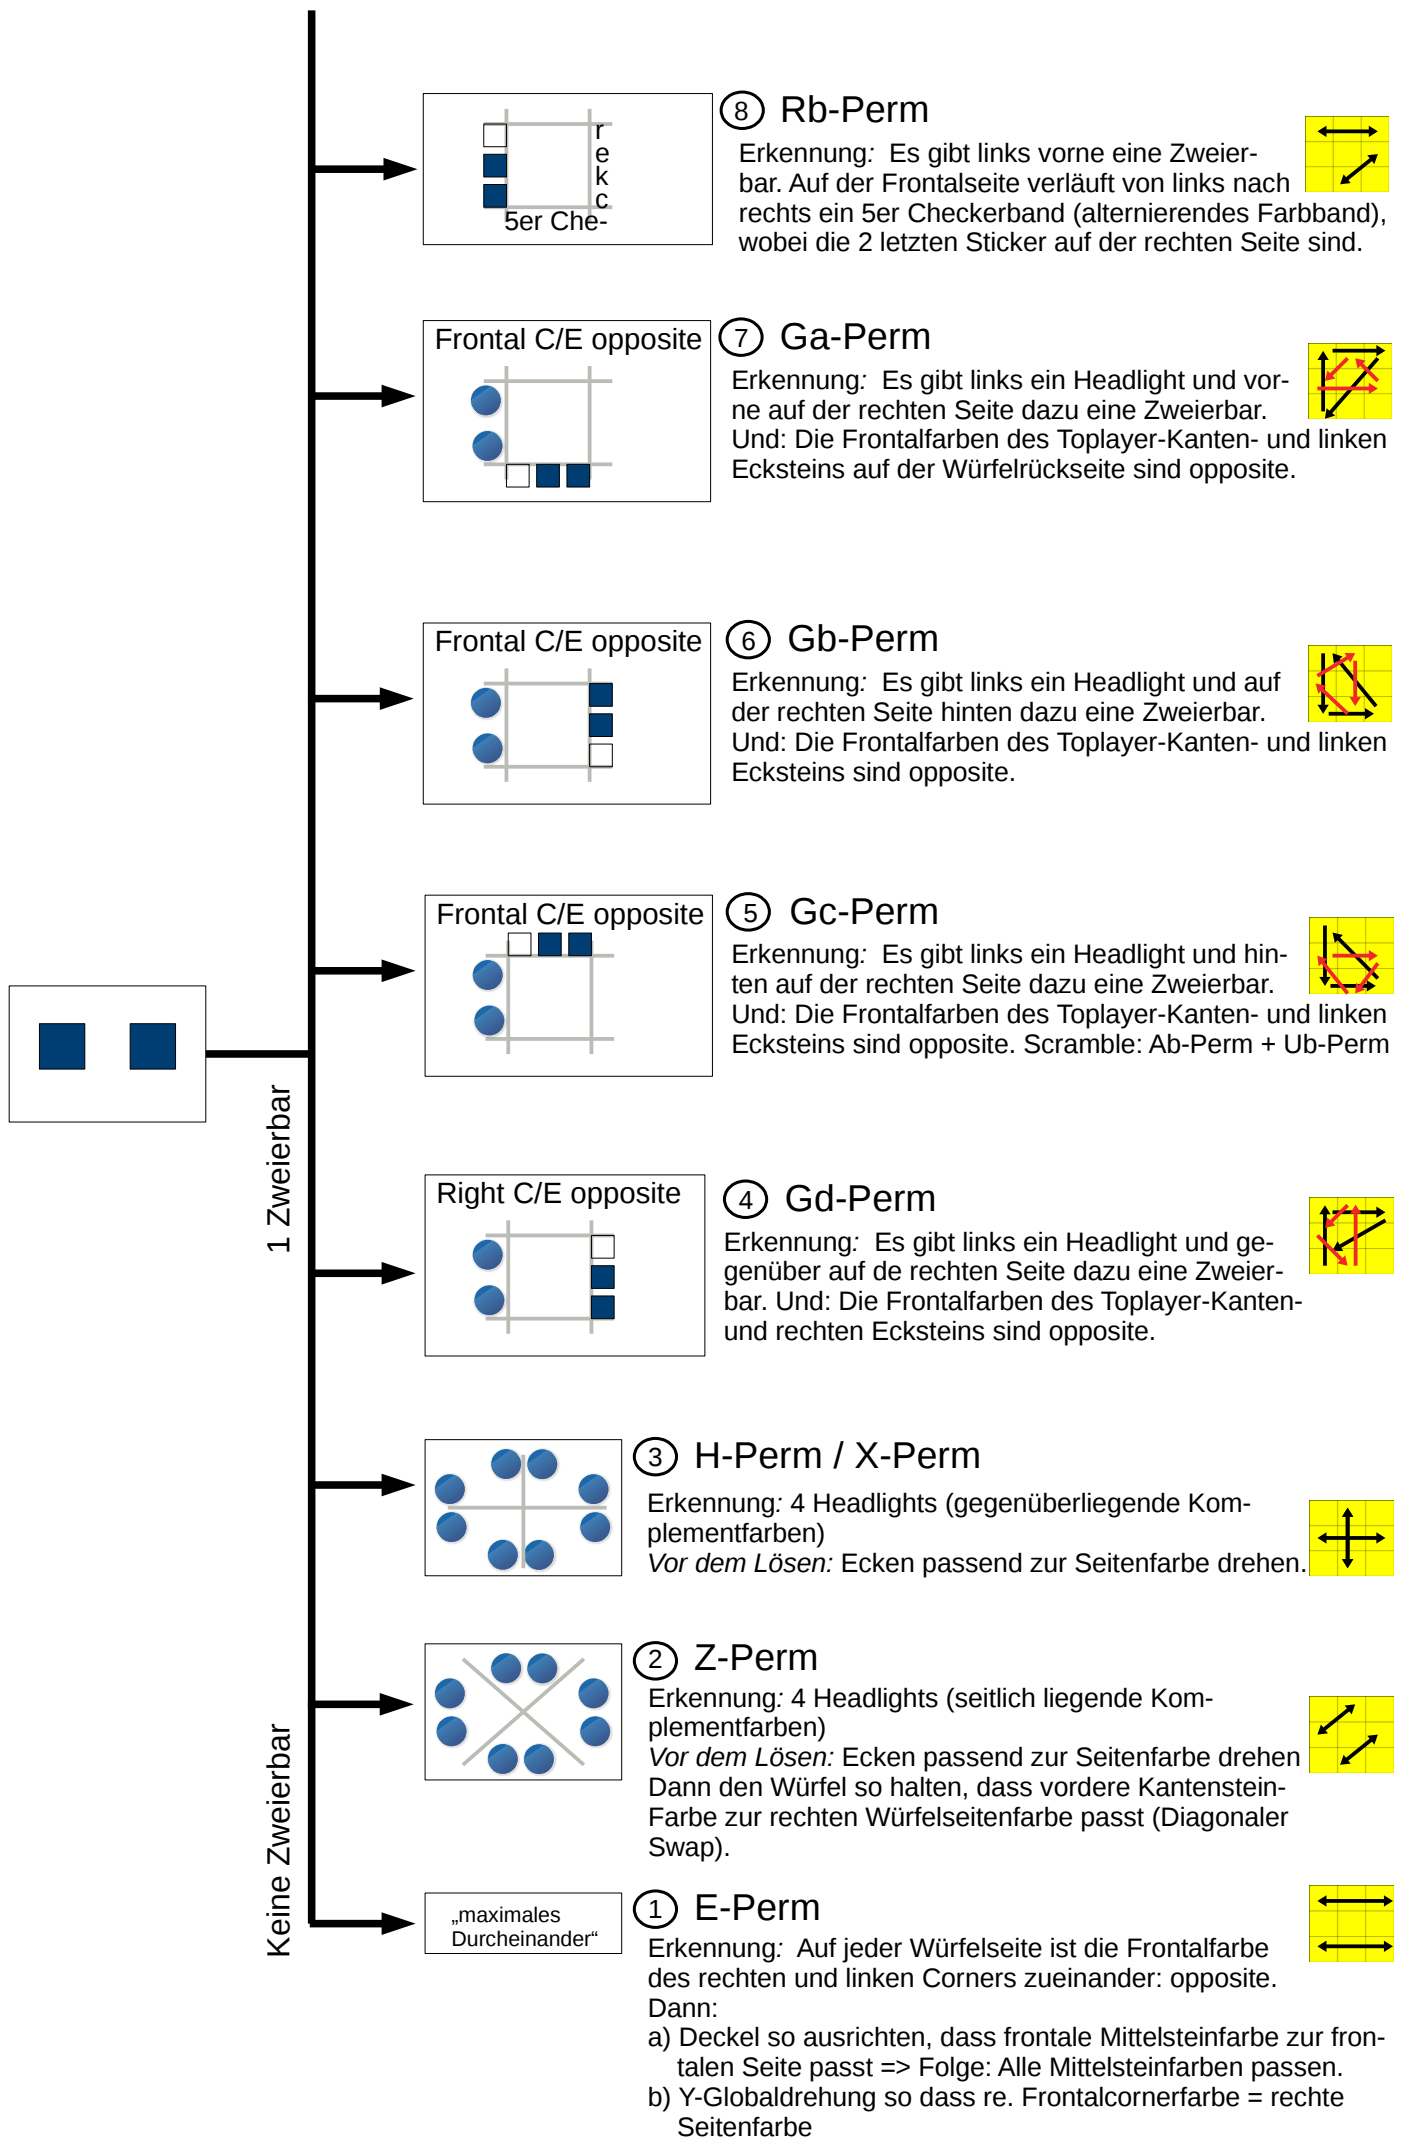 8 Rb-Perm
Erkennung: Es gibt links vorne eine Zweier-
bar. Auf der Frontalseite verläuft von links nach
rechts ein 5er Checkerband (alternierendes Farbband),
wobei die 2 letzten Sticker auf der rechten Seite sind.
r
e
k
c
5er Che-
Frontal C/E opposite
7 Ga-Perm
Erkennung: Es gibt links ein Headlight und vor-
ne auf der rechten Seite dazu eine Zweierbar.
Und: Die Frontalfarben des Toplayer-Kanten- und linken
Ecksteins auf der Würfelrückseite sind opposite.
Frontal C/E opposite
6 Gb-Perm
Erkennung: Es gibt links ein Headlight und auf
der rechten Seite hinten dazu eine Zweierbar.
Und: Die Frontalfarben des Toplayer-Kanten- und linken
Ecksteins sind opposite.
Frontal C/E opposite
5 Gc-Perm
Erkennung: Es gibt links ein Headlight und hin-
ten auf der rechten Seite dazu eine Zweierbar.
Und: Die Frontalfarben des Toplayer-Kanten- und linken
Ecksteins sind opposite. Scramble: Ab-Perm + Ub-Perm
1 Zweierbar
Right C/E opposite
4 Gd-Perm
Erkennung: Es gibt links ein Headlight und ge-
genüber auf de rechten Seite dazu eine Zweier-
bar. Und: Die Frontalfarben des Toplayer-Kanten-
und rechten Ecksteins sind opposite.
3 H-Perm / X-Perm
Erkennung: 4 Headlights (gegenüberliegende Kom-
plementfarben)
Vor dem Lösen: Ecken passend zur Seitenfarbe drehen.
2 Z-Perm
Erkennung: 4 Headlights (seitlich liegende Kom-
plementfarben)
Vor dem Lösen: Ecken passend zur Seitenfarbe drehen
Dann den Würfel so halten, dass vordere Kantenstein-
Farbe zur rechten Würfelseitenfarbe passt (Diagonaler
Swap).
Keine Zweierbar
„maximales
Durcheinander“
1 E-Perm
Erkennung: Auf jeder Würfelseite ist die Frontalfarbe
des rechten und linken Corners zueinander: opposite.
Dann:
a) Deckel so ausrichten, dass frontale Mittelsteinfarbe zur fron-
talen Seite passt => Folge: Alle Mittelsteinfarben passen.
b) Y-Globaldrehung so dass re. Frontalcornerfarbe = rechte
Seitenfarbe